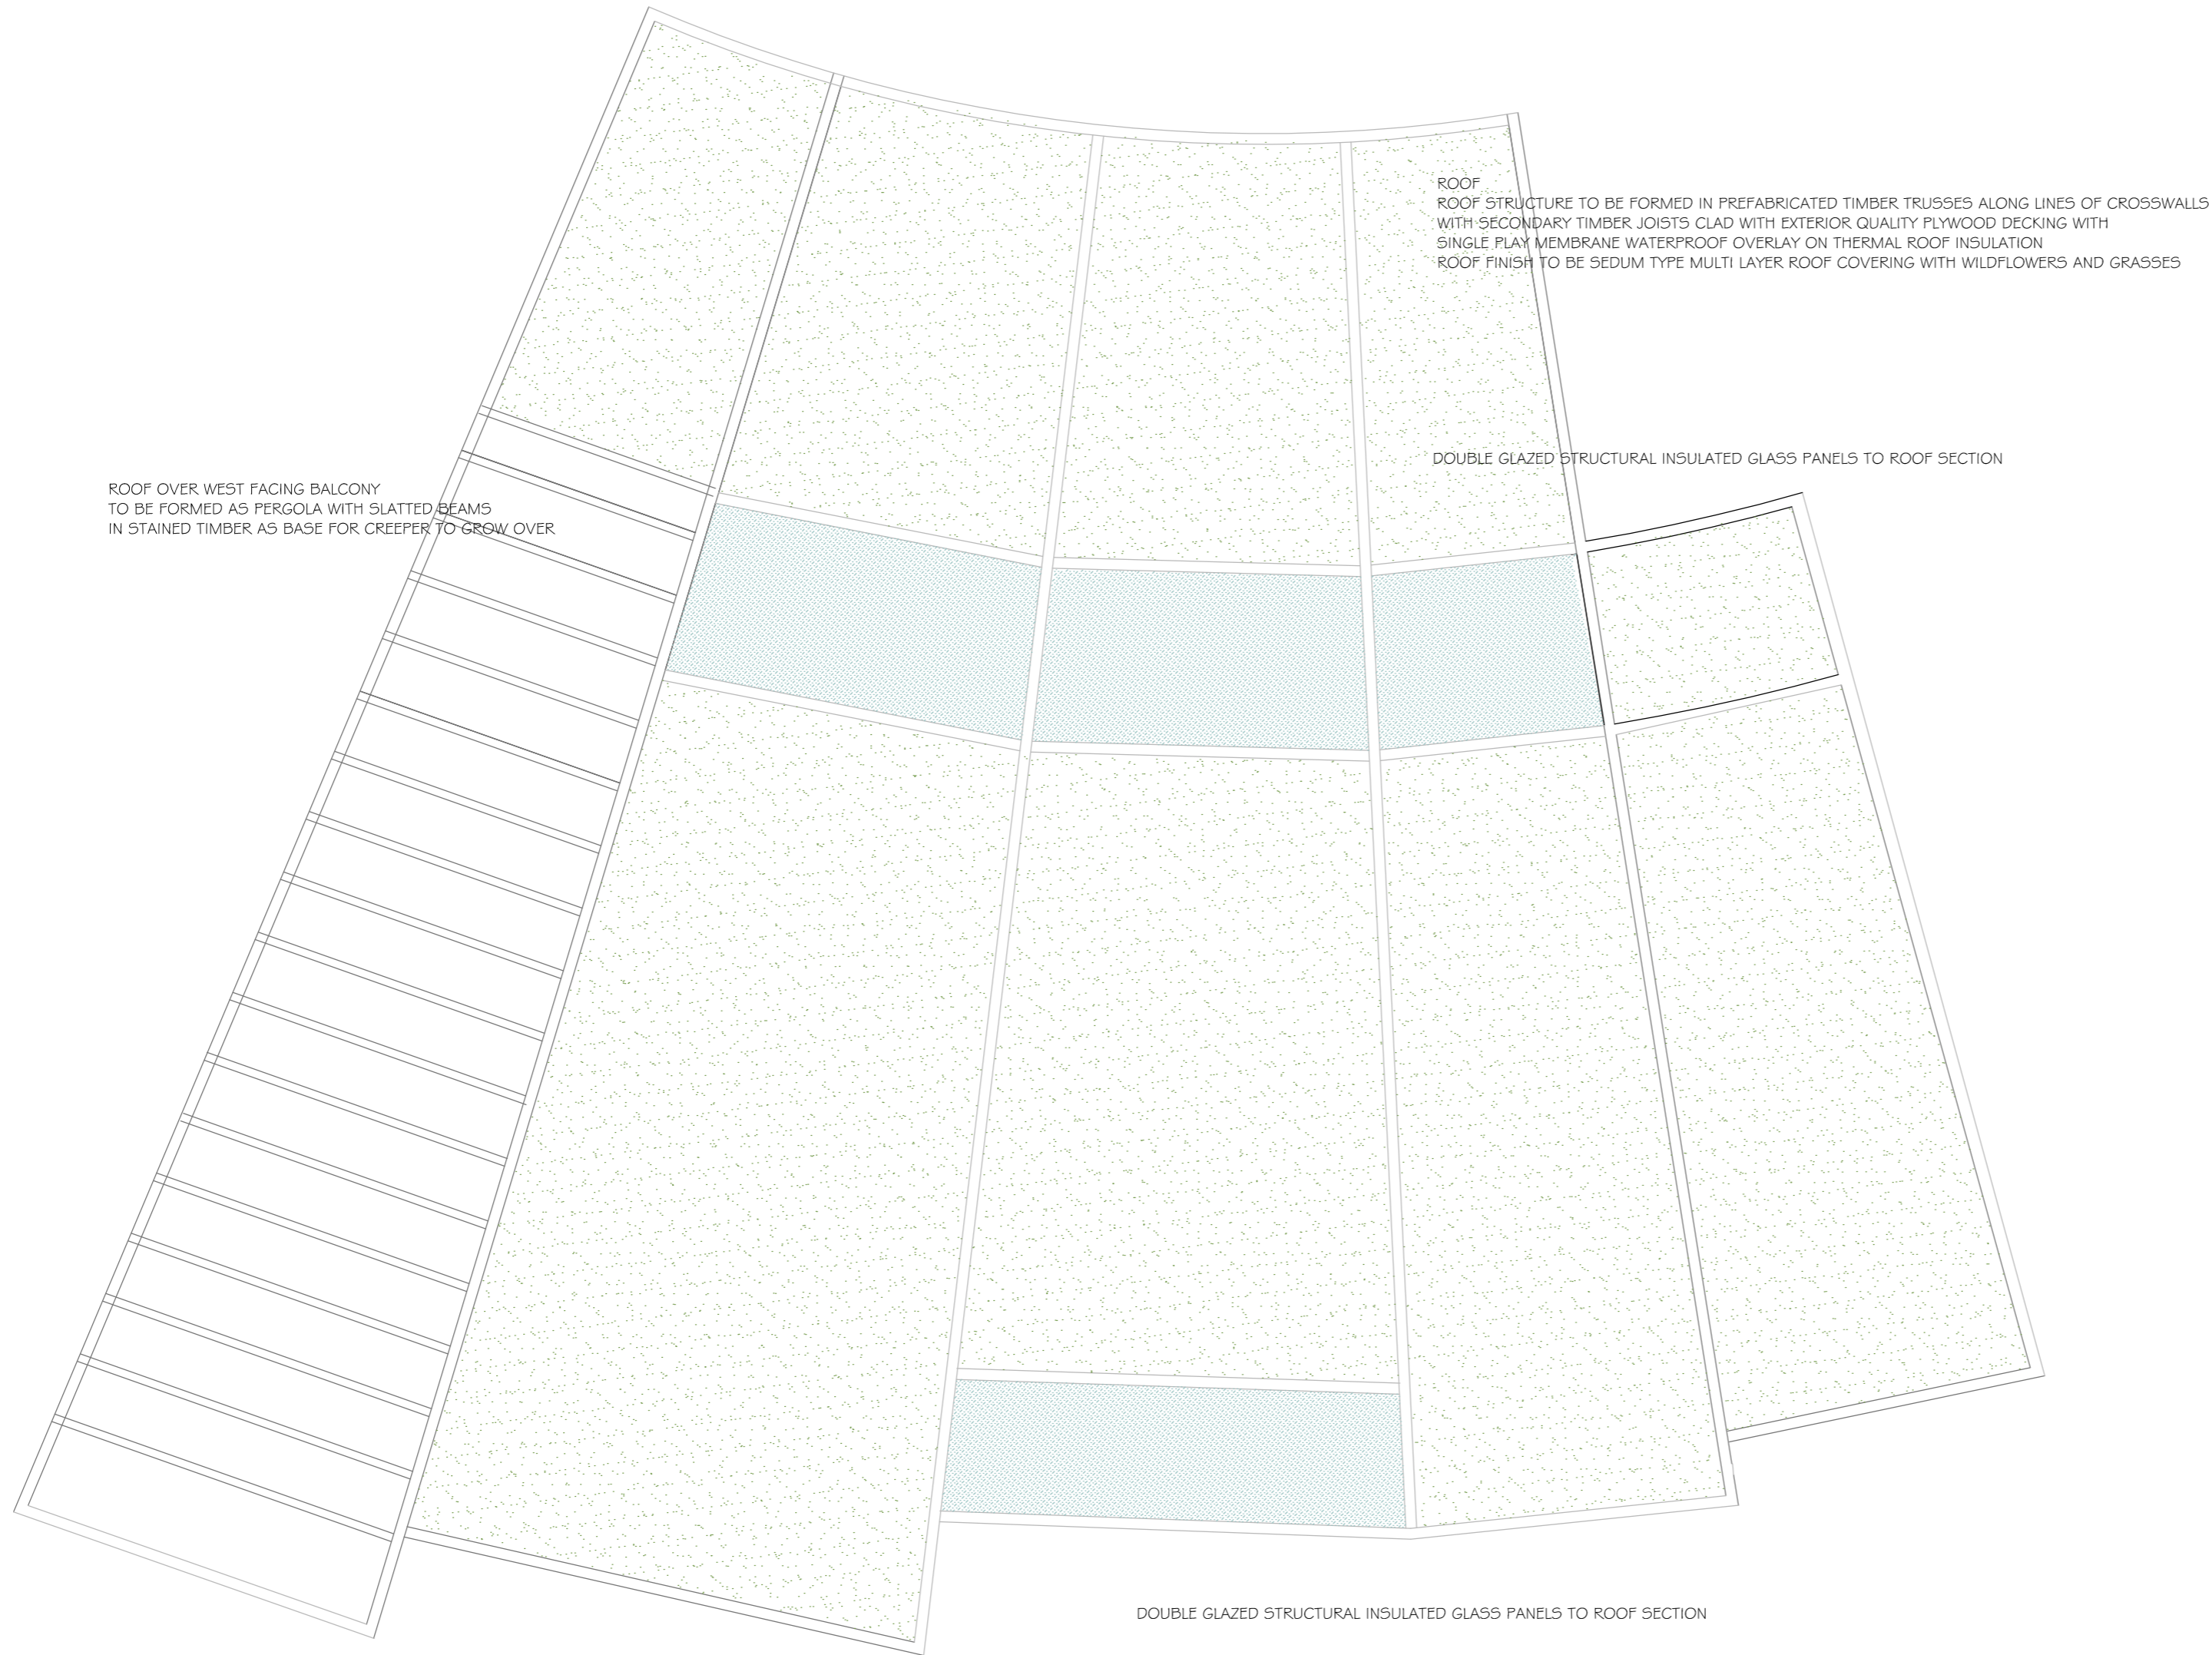 ROOF
ROOF STRUCTURE TO BE FORMED IN PREFABRICATED TIMBER TRUSSES ALONG LINES OF CROSSWALLS
WITH SECONDARY TIMBER JOISTS CLAD WITH EXTERIOR QUALITY PLYWOOD DECKING WITH
SINGLE PLAY MEMBRANE WATERPROOF OVERLAY ON THERMAL ROOF INSULATION
ROOF FINISH TO BE SEDUM TYPE MULTI LAYER ROOF COVERING WITH WILDFLOWERS AND GRASSES
DOUBLE GLAZED STRUCTURAL INSULATED GLASS PANELS TO ROOF SECTION
ROOF OVER WEST FACING BALCONY
TO BE FORMED AS PERGOLA WITH SLATTED BEAMS
IN STAINED TIMBER AS BASE FOR CREEPER TO GROW OVER
DOUBLE GLAZED STRUCTURAL INSULATED GLASS PANELS TO ROOF SECTION